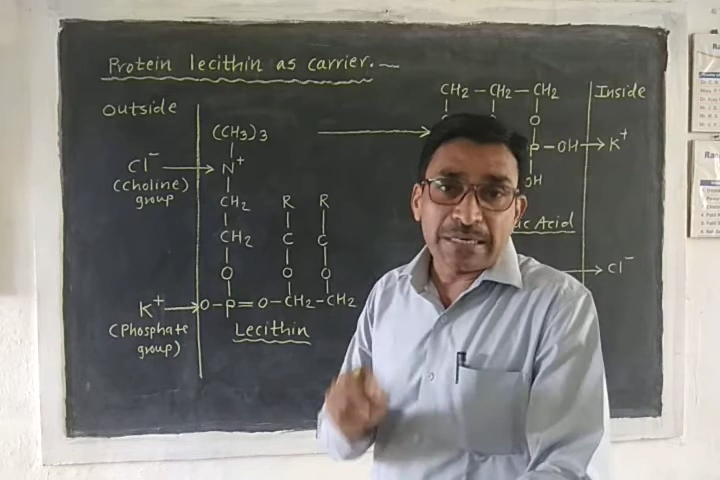 Protein lecithin as carrier.
Outside
Inside
CH₂ – CH₂ – CH₂
O
P – OH → K⁺
OH
ic Acid
→ Cl⁻
(CH₃)₃
N⁺
CH₂
CH₂
O
O – P = O – CH₂ – CH₂
R R
C C
O O
Lecithin
Cl⁻ →
(choline)
group
K⁺ →
(Phosphate
group)